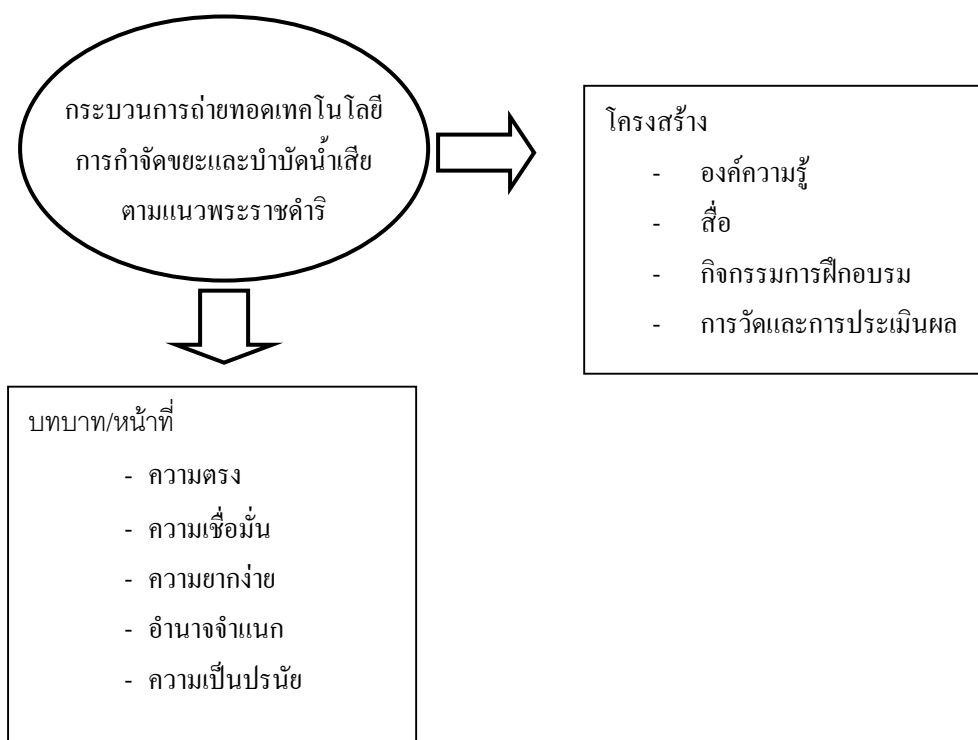 กระบวนการถ่ายทอดเทคโนโลยี
การกำจัดขยะและบำบัดน้ำเสีย
ตามแนวพระราชดำริ
โครงสร้าง
- องค์ความรู้
- สื่อ
- กิจกรรมการฝึกอบรม
- การวัดและการประเมินผล
บทบาท/หน้าที่
- ความตรง
- ความเชื่อมั่น
- ความยากง่าย
- อำนาจจำแนก
- ความเป็นปรนัย